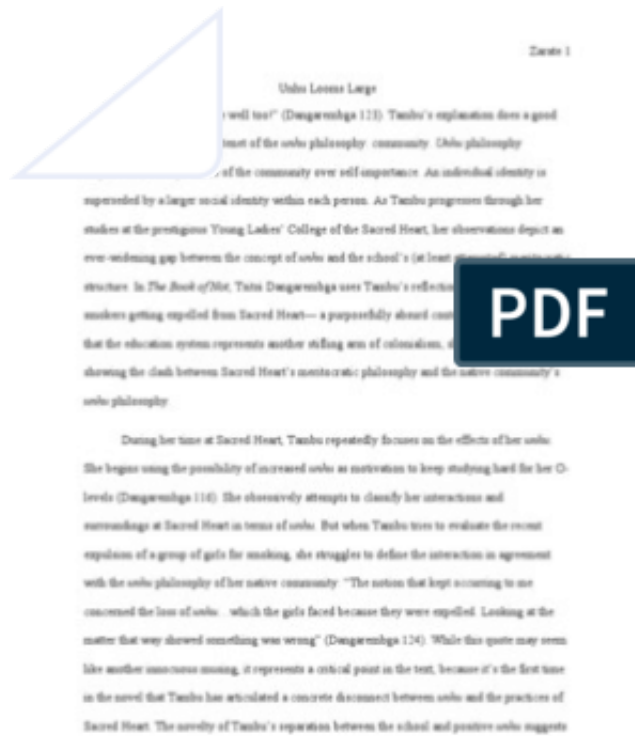 Zarate 1
Unhu Looms Large
well too!" (Dangarembga 123). Tambu's explanation does a good
tenet of the unhu philosophy: community. Unhu philosophy
of the community over self-importance. An individual identity is
superseded by a larger social identity within each person. As Tambu progresses through her
studies at the prestigious Young Ladies' College of the Sacred Heart, her observations depict an
ever-widening gap between the concept of unhu and the school's (at least
structure. In The Book of Not, Tsitsi Dangarembga uses Tambu's
smokers getting expelled from Sacred Heart— a purposefully absurd
PDF
that the education system represents another stifling arm of colonialism,
showing the clash between Sacred Heart's meritocratic philosophy and the native community's
unhu philosophy.
During her time at Sacred Heart, Tambu repeatedly focuses on the effects of her unhu.
She begins using the possibility of increased unhu as motivation to keep studying hard for her O-
levels (Dangarembga 116). She obsessively attempts to classify her interactions and
surroundings at Sacred Heart in terms of unhu. But when Tambu tries to evaluate the recent
expulsion of a group of girls for smoking, she struggles to define the interaction in agreement
with the unhu philosophy of her native community. "The notion that kept occurring to me
concerned the loss of unhu... which the girls faced because they were expelled. Looking at the
matter that way showed something was wrong" (Dangarembga 124). While this quote may seem
like another innocuous musing, it represents a critical point in the text, because it's the first time
in the novel that Tambu has articulated a concrete disconnect between unhu and the practices of
Sacred Heart. The novelty of Tambu's separation between the school and positive unhu suggests